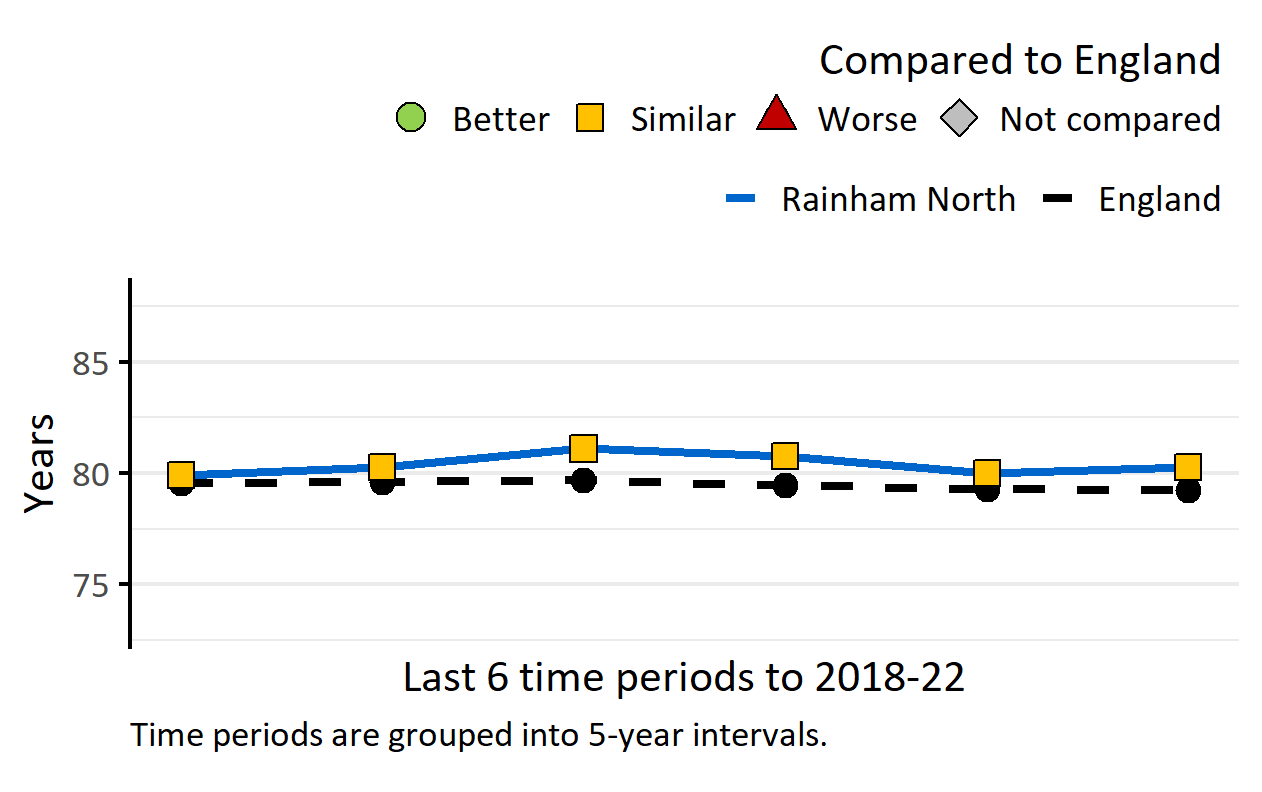 Compared to England
Better Similar Worse Not compared
Rainham North England
85
80
75
Years
Last 6 time periods to 2018-22
Time periods are grouped into 5-year intervals.